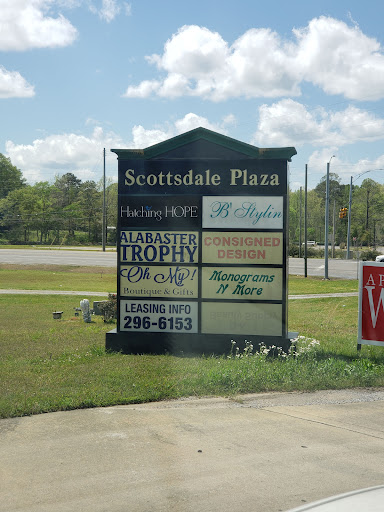 Scottsdale Plaza
Hatching HOPE
B' Stylin
ALABASTER
TROPHY
CONSIGNED
DESIGN
Oh My!
Boutique & Gifts
Monograms
N' More
LEASING INFO
296-6153